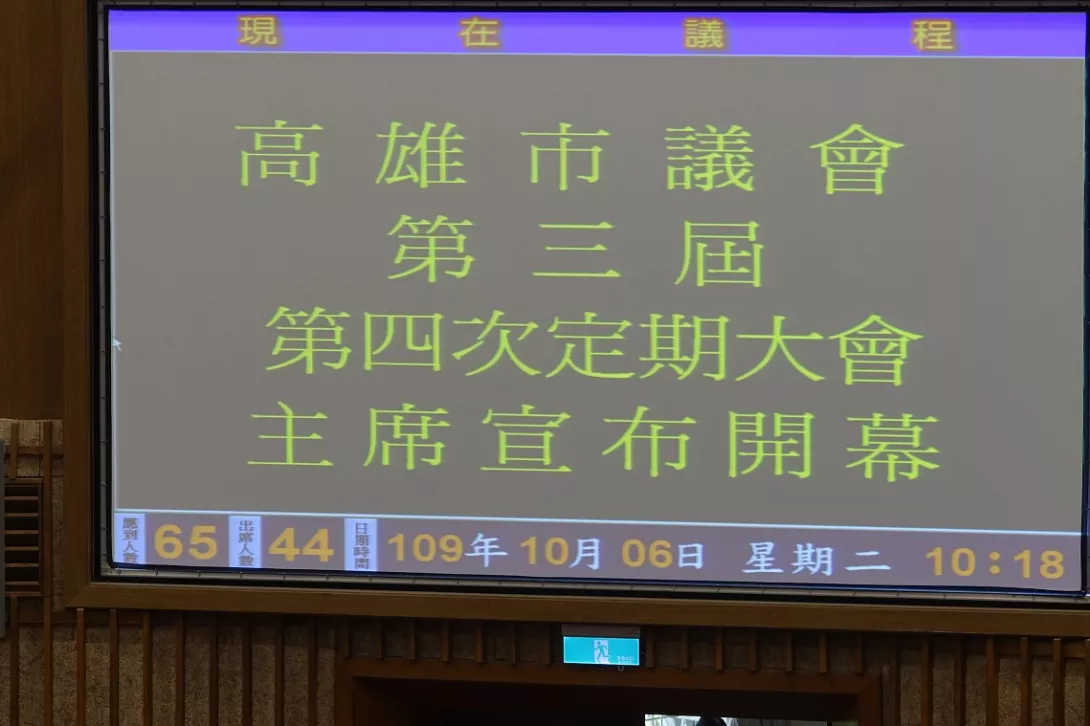 現在議程
高雄市議會
第三屆
第四次定期大會
主席宣布開幕
應到人數 65 出席人數 44 日期時間 109年10月06日 星期二 10:18